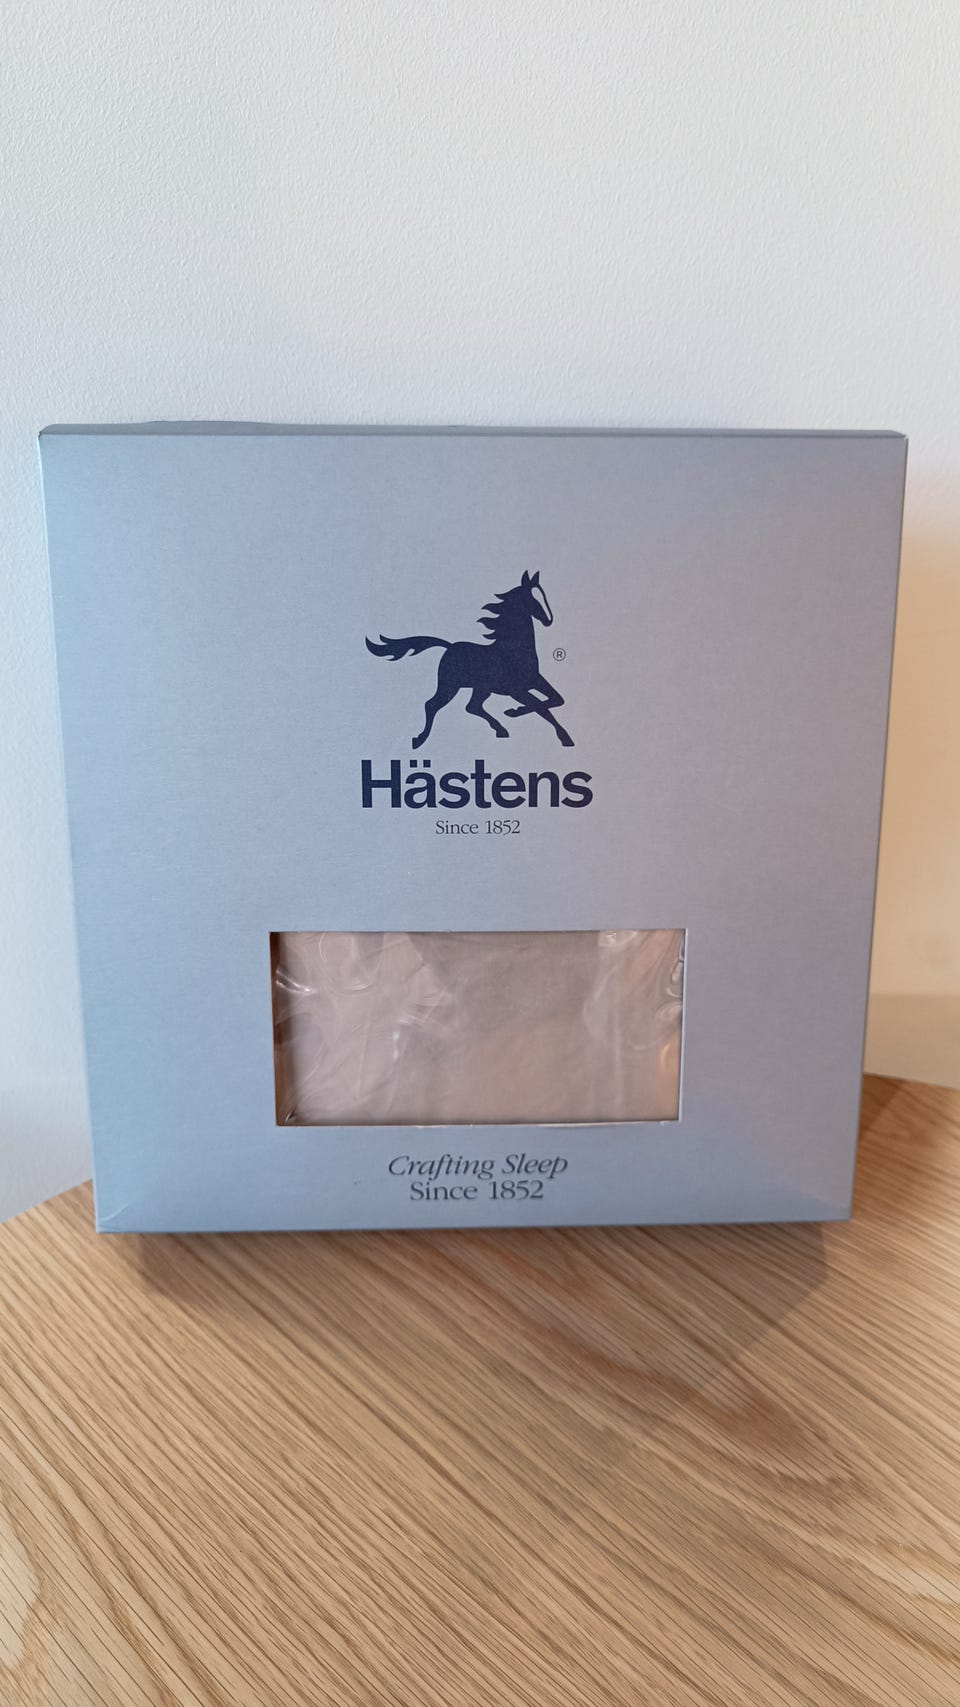 ®
Hästens
Since 1852
Crafting Sleep
Since 1852